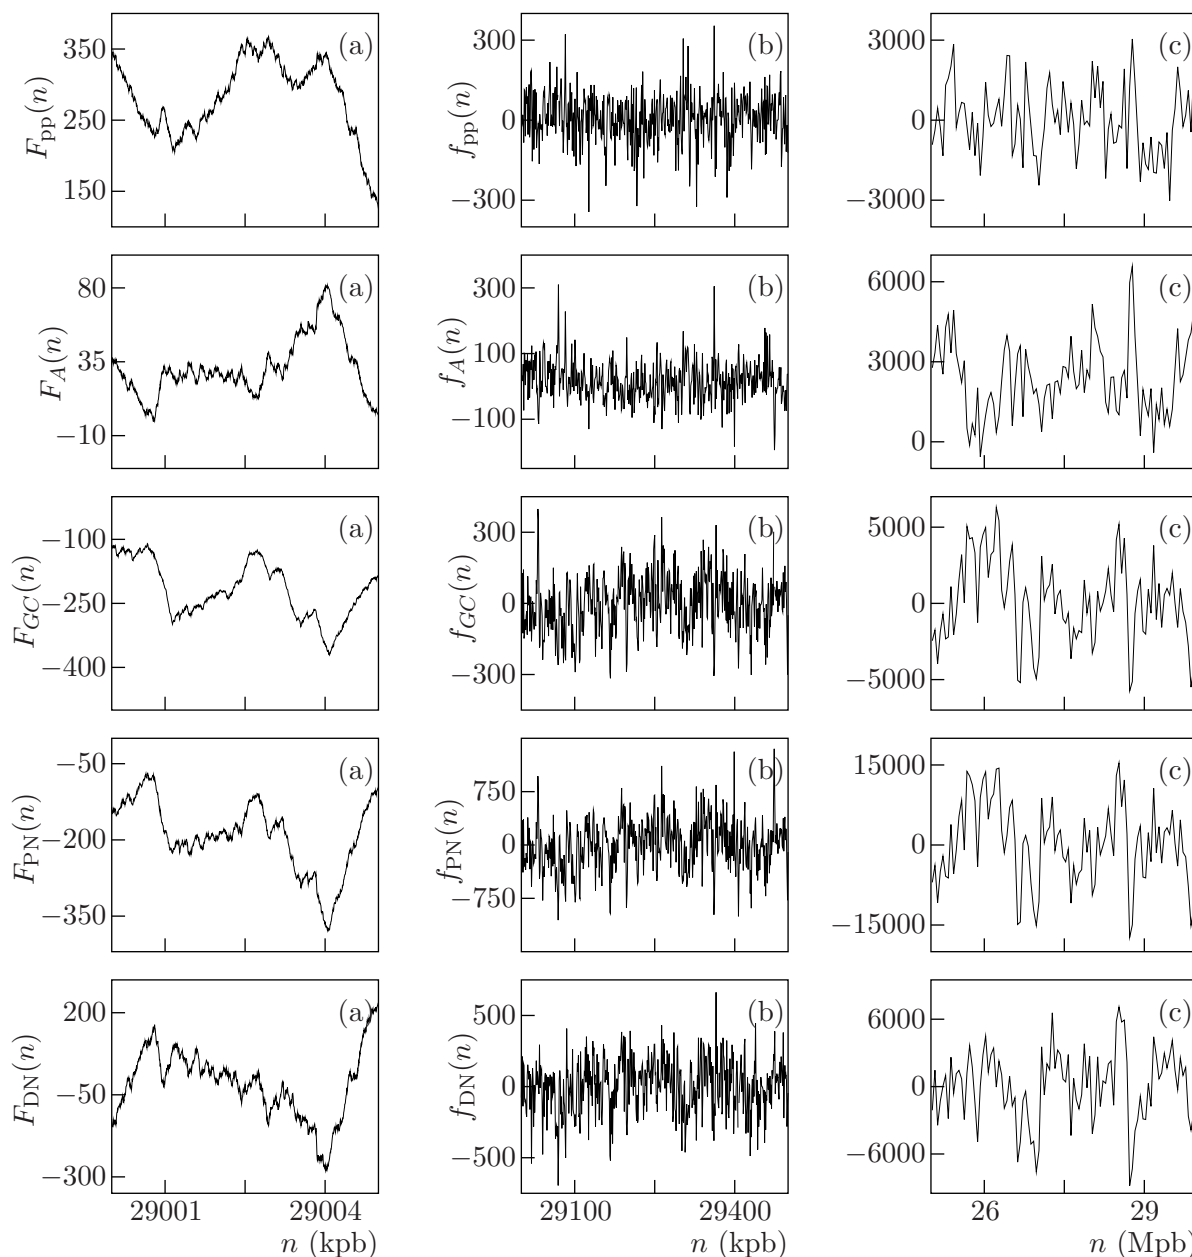 350
250
150
F_pp(n)
(a)
300
0
−300
f_pp(n)
(b)
3000
0
−3000
(c)
80
35
−10
F_A(n)
(a)
300
100
−100
f_A(n)
(b)
6000
3000
0
(c)
−100
−250
−400
F_GC(n)
(a)
300
0
−300
f_GC(n)
(b)
5000
0
−5000
(c)
−50
−200
−350
F_PN(n)
(a)
750
0
−750
f_PN(n)
(b)
15000
0
−15000
(c)
200
−50
−300
F_DN(n)
(a)
500
0
−500
f_DN(n)
(b)
6000
0
−6000
(c)
29001 29004
n (kpb)
29100 29400
n (kpb)
26 29
n (Mpb)